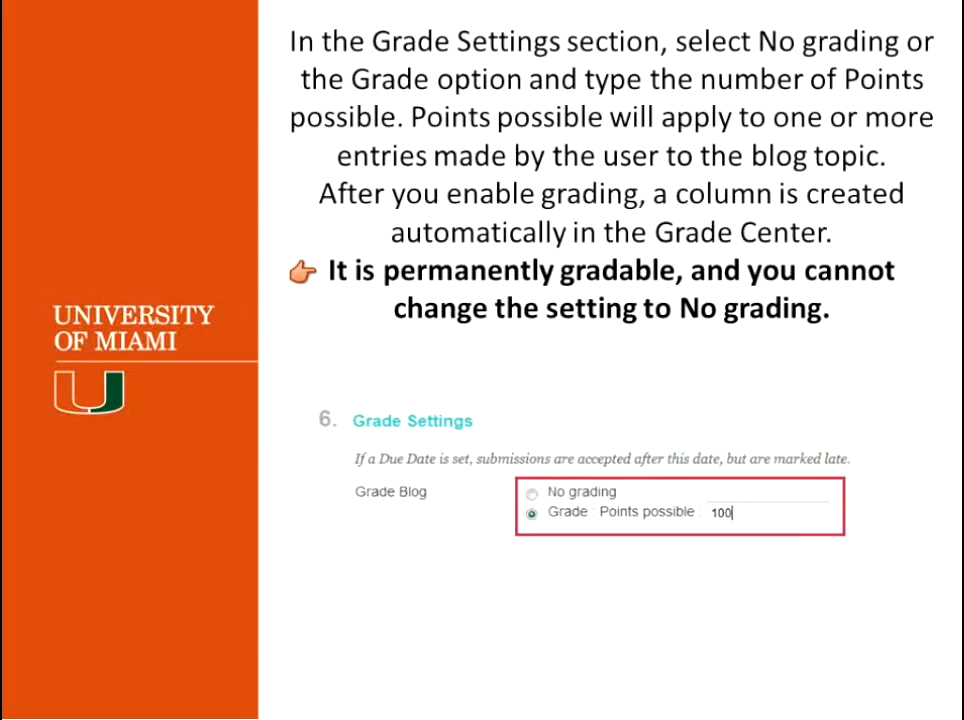 In the Grade Settings section, select No grading or
the Grade option and type the number of Points
possible. Points possible will apply to one or more
entries made by the user to the blog topic.
After you enable grading, a column is created
automatically in the Grade Center.
👉 It is permanently gradable, and you cannot
change the setting to No grading.
UNIVERSITY
OF MIAMI
6. Grade Settings
If a Due Date is set, submissions are accepted after this date, but are marked late.
Grade Blog
No grading
Grade : Points possible : 100